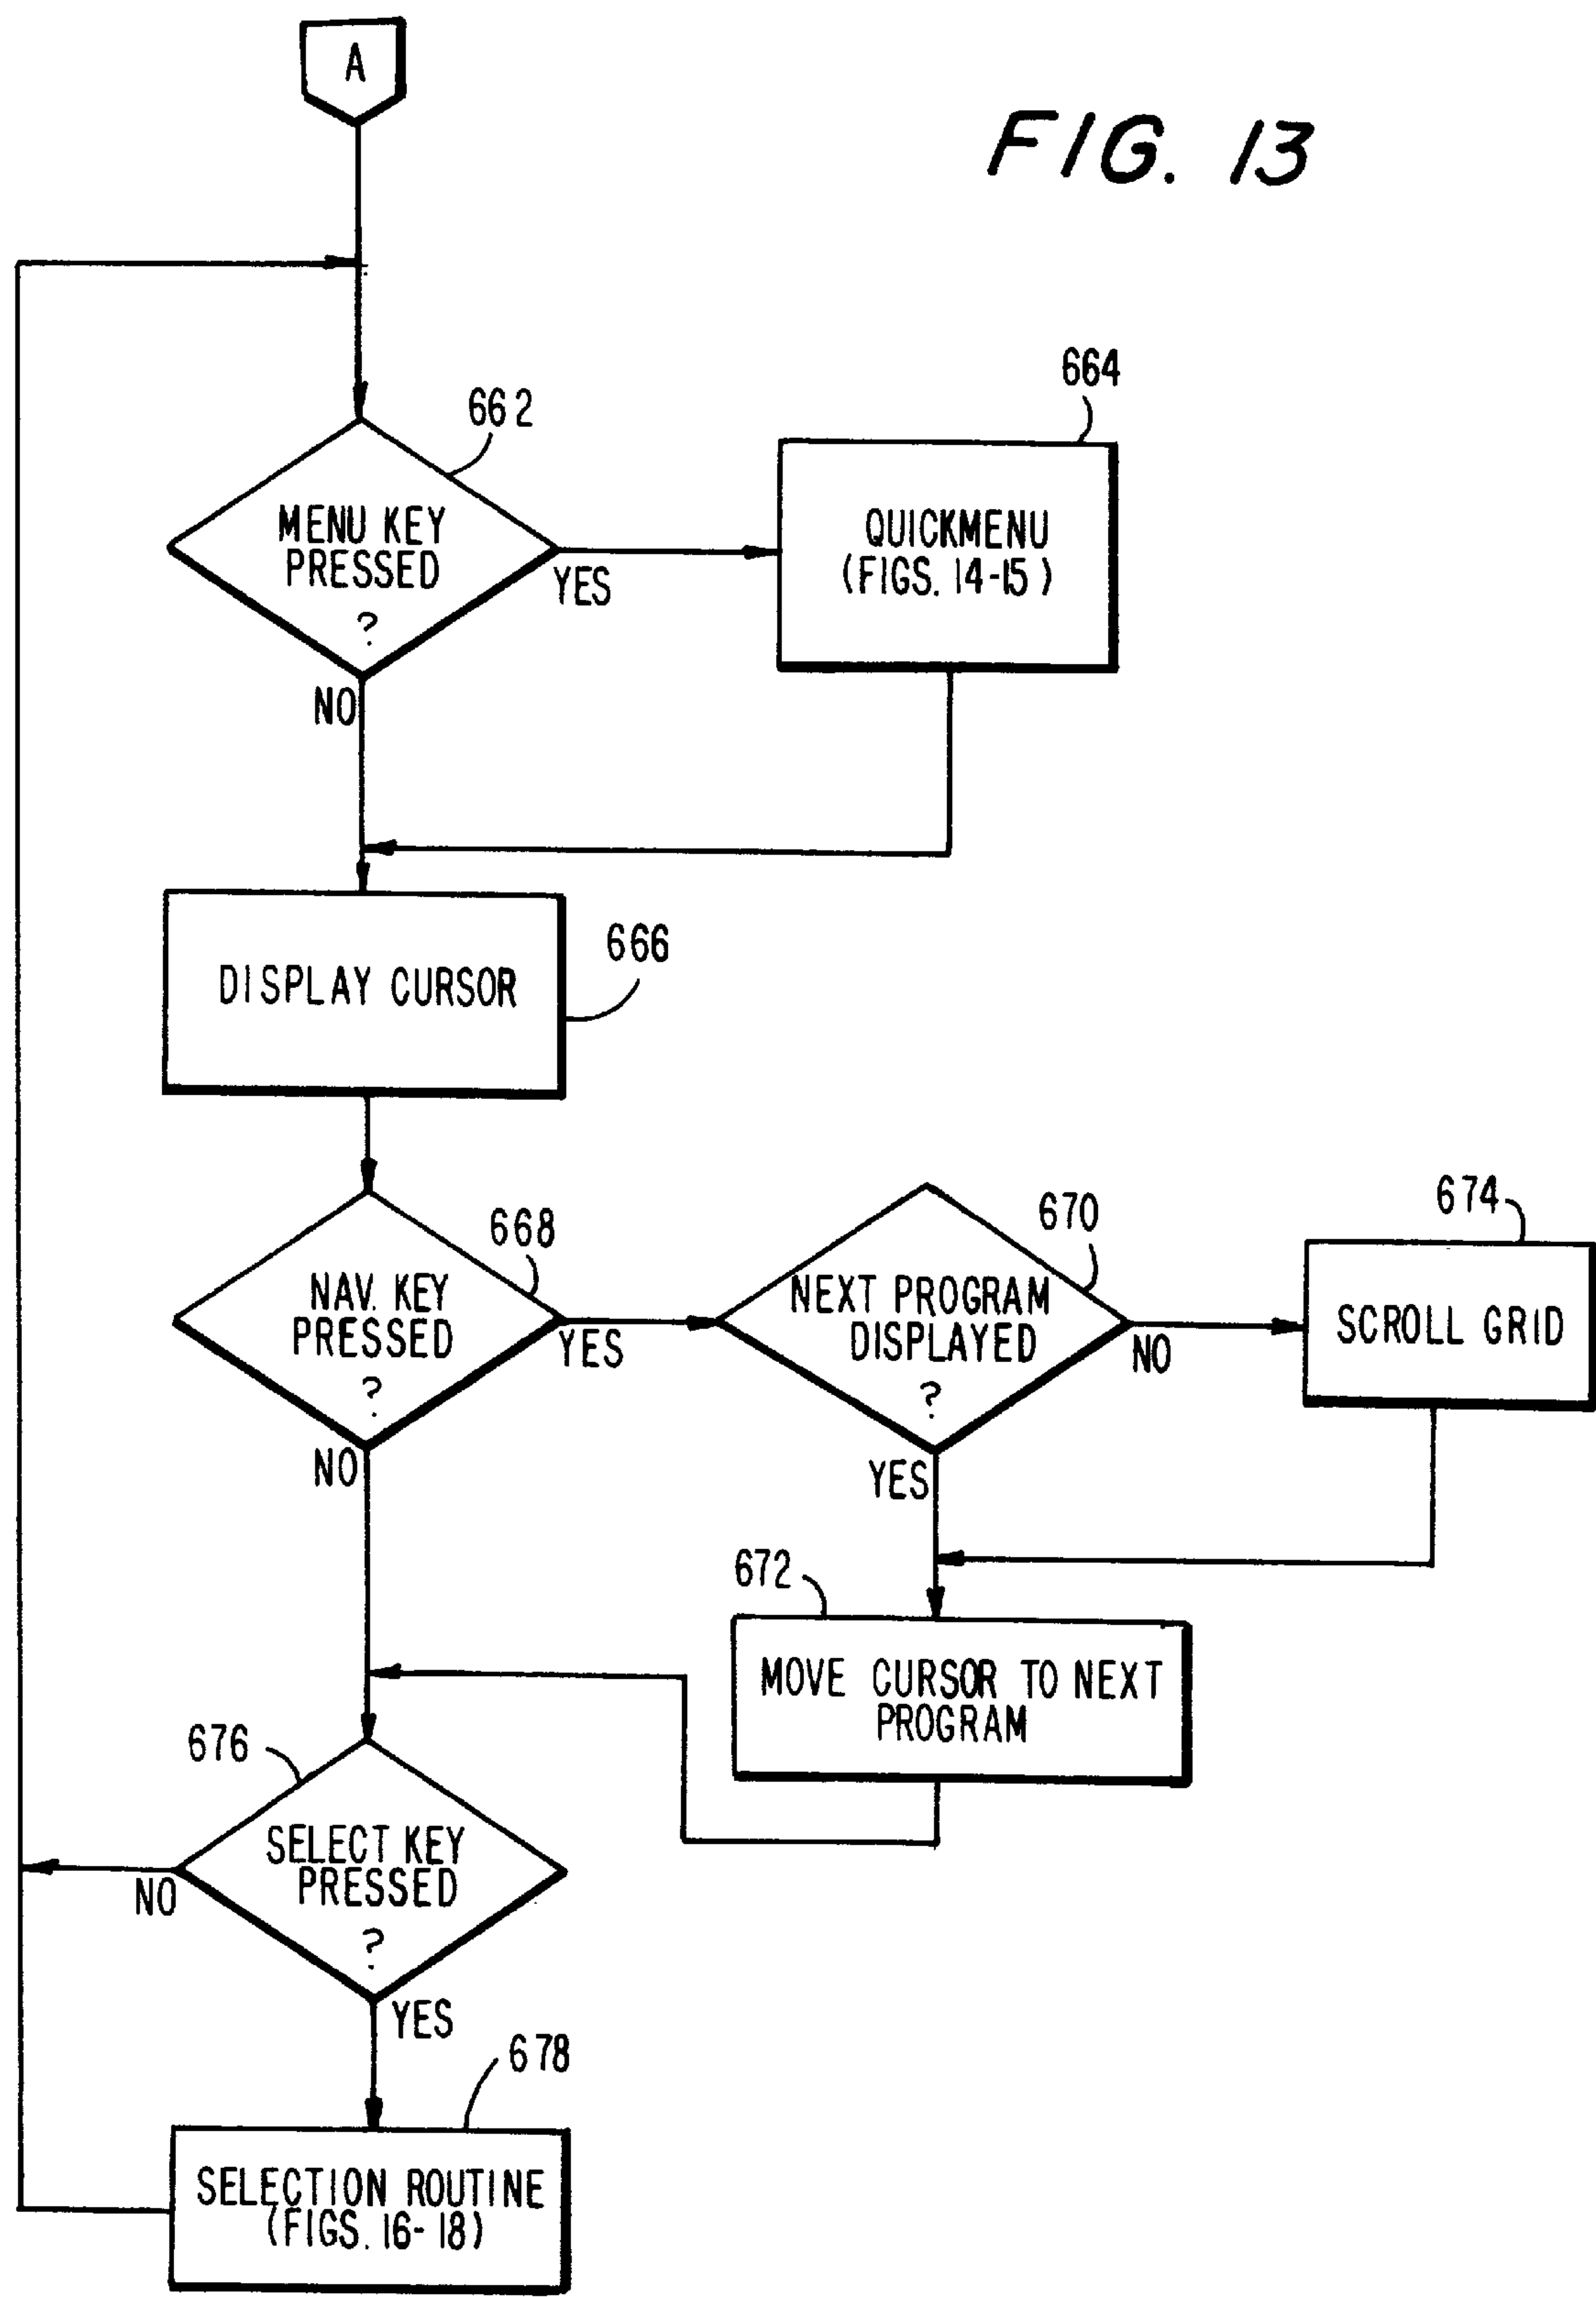 A
FIG. 13
662
664
MENU KEY
PRESSED
?
YES
NO
QUICKMENU
(FIGS. 14-15)
DISPLAY CURSOR
666
668
NAV. KEY
PRESSED
?
YES
NO
670
NEXT PROGRAM
DISPLAYED
?
NO
YES
674
SCROLL GRID
672
MOVE CURSOR TO NEXT
PROGRAM
676
SELECT KEY
PRESSED
?
NO
YES
678
SELECTION ROUTINE
(FIGS. 16-18)